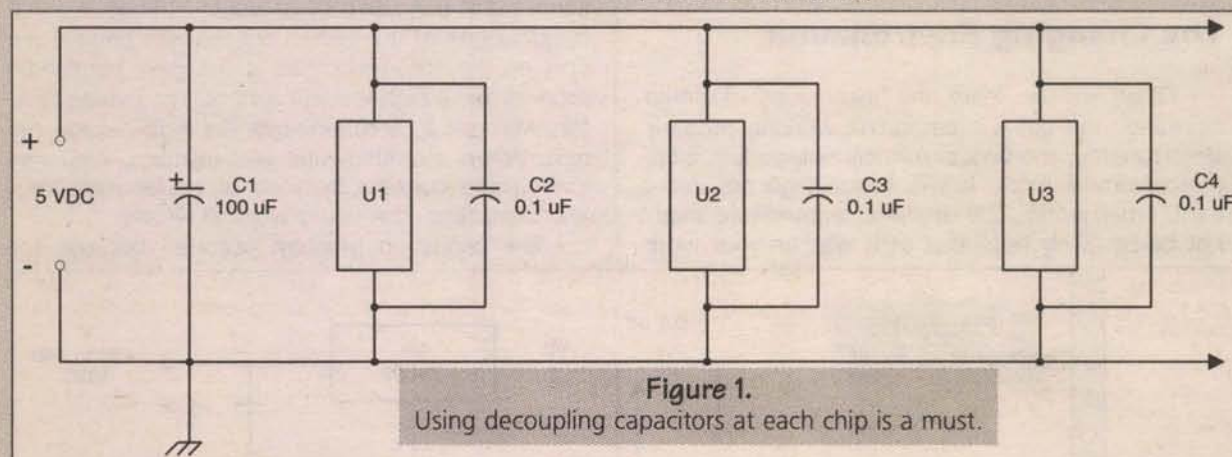 +
5 VDC
-
+
C1
100 uF
U1
C2
0.1 uF
U2
C3
0.1 uF
U3
C4
0.1 uF
Figure 1.
Using decoupling capacitors at each chip is a must.